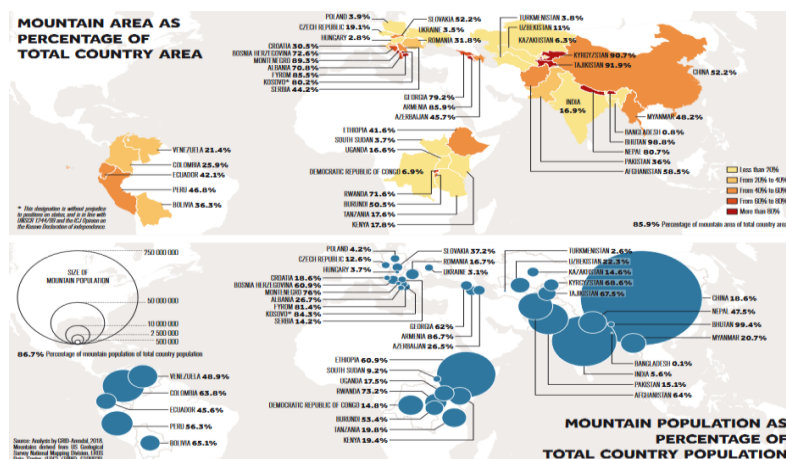 MOUNTAIN AREA AS
PERCENTAGE OF
TOTAL COUNTRY AREA
POLAND 3.9%
CZECH REPUBLIC 19.1%
HUNGARY 2.8%
CROATIA 30.5%
BOSNIA HERZGOVINA 72.6%
MONTENEGRO 89.3%
ALBANIA 70.8%
FYROM 85.5%
KOSOVO* 80.2%
SERBIA 44.2%
SLOVAKIA 52.2%
UKRAINE 3.5%
ROMANIA 31.8%
GEORGIA 79.2%
ARMENIA 85.9%
AZERBAIJAN 45.7%
TURKMENISTAN 3.8%
UZBEKISTAN 11%
KAZAKHSTAN 6.3%
KYRGYZSTAN 90.7%
TAJIKISTAN 91.9%
CHINA 52.2%
INDIA
16.9%
MYANMAR 48.2%
BANGLADESH 0.8%
BHUTAN 98.8%
NEPAL 80.7%
PAKISTAN 36%
AFGHANISTAN 58.5%
VENEZUELA 21.4%
COLOMBIA 25.9%
ECUADOR 42.1%
PERU 46.8%
BOLIVIA 36.3%
ETHIOPIA 41.6%
SOUTH SUDAN 3.7%
UGANDA 16.6%
DEMOCRATIC REPUBLIC OF CONGO 6.9%
RWANDA 71.6%
BURUNDI 50.5%
TANZANIA 17.6%
KENYA 17.8%
* This designation is without prejudice
to positions on status, and is in line with
UNSCR 1244/99 and the ICJ Opinion on
the Kosovo Declaration of independence
Less than 20%
From 20% to 40%
From 40% to 60%
From 60% to 80%
More than 80%
85.9% Percentage of mountain area of total country area
SIZE OF
MOUNTAIN POPULATION
250 000 000
50 000 000
10 000 000
2 500 000
500 000
86.7% Percentage of mountain population of total country population
POLAND 4.2%
CZECH REPUBLIC 12.6%
HUNGARY 3.7%
CROATIA 18.6%
BOSNIA HERZEGOVINA 60.9%
MONTENEGRO 76%
ALBANIA 26.7%
FYROM 81.4%
KOSOVO* 84.3%
SERBIA 14.2%
SLOVAKIA 37.2%
ROMANIA 16.7%
UKRAINE 3.1%
GEORGIA 62%
ARMENIA 86.7%
AZERBAIJAN 26.5%
TURKMENISTAN 2.6%
UZBEKISTAN 22.3%
KAZAKHSTAN 14.6%
KYRGYZSTAN 68.6%
TAJIKISTAN 67.5%
CHINA 18.6%
NEPAL 47.5%
BHUTAN 99.4%
MYANMAR 20.7%
BANGLADESH 0.1%
INDIA 5.6%
PAKISTAN 15.1%
AFGHANISTAN 64%
VENEZUELA 48.9%
COLOMBIA 63.8%
ECUADOR 45.6%
PERU 56.3%
BOLIVIA 65.1%
ETHIOPIA 60.9%
SOUTH SUDAN 9.2%
UGANDA 17.5%
RWANDA 73.2%
DEMOCRATIC REPUBLIC OF CONGO 14.8%
BURUNDI 53.4%
TANZANIA 19.8%
KENYA 19.4%
Source: Analysis by GRID-Arendal, 2018.
Mountains derived from US Geological
Survey National Mapping Division, EROS
MOUNTAIN POPULATION AS
PERCENTAGE OF
TOTAL COUNTRY POPULATION